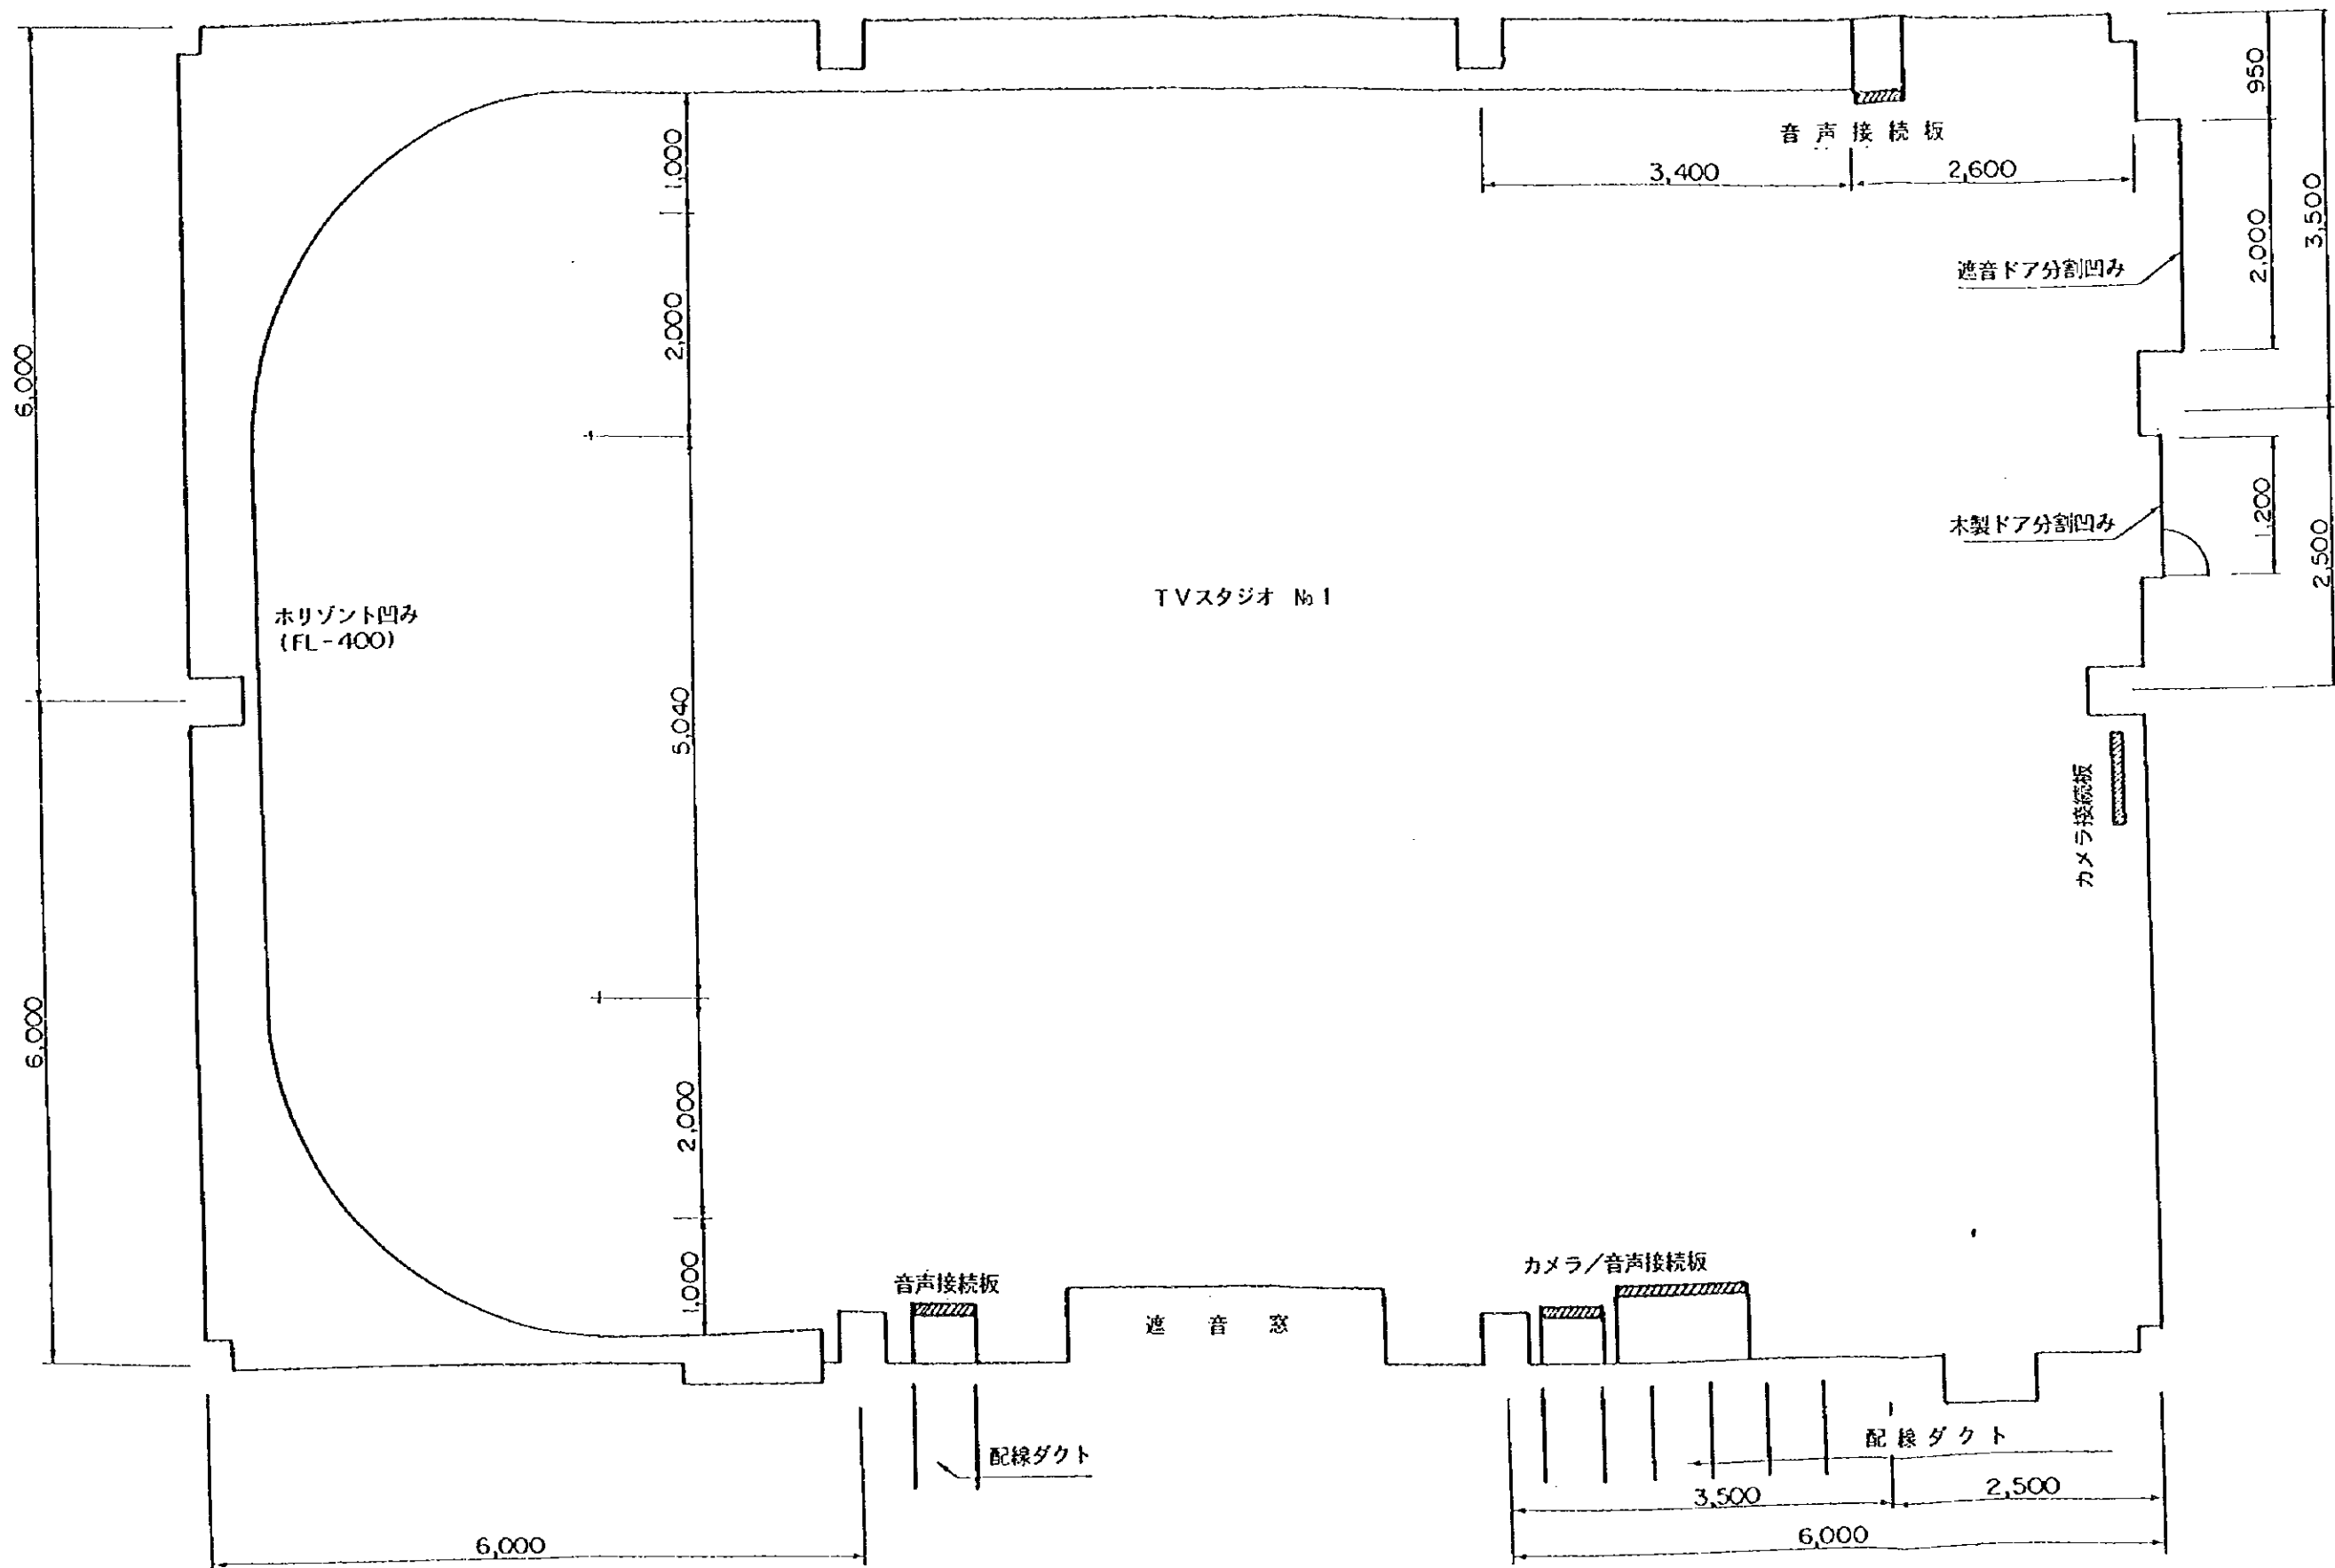 950
3,500
1,000
音声接続板
3,400
2,600
2,000
遮音ドア分割凹み
2,000
6,000
1,200
木製ドア分割凹み
2,500
TVスタジオ №1
ホリゾント凹み
(FL-400)
5,040
カメラ接続板
6,000
2,000
1,000
音声接続板
カメラ／音声接続板
遮音窓
配線ダクト
配線ダクト
3,500
2,500
6,000
6,000